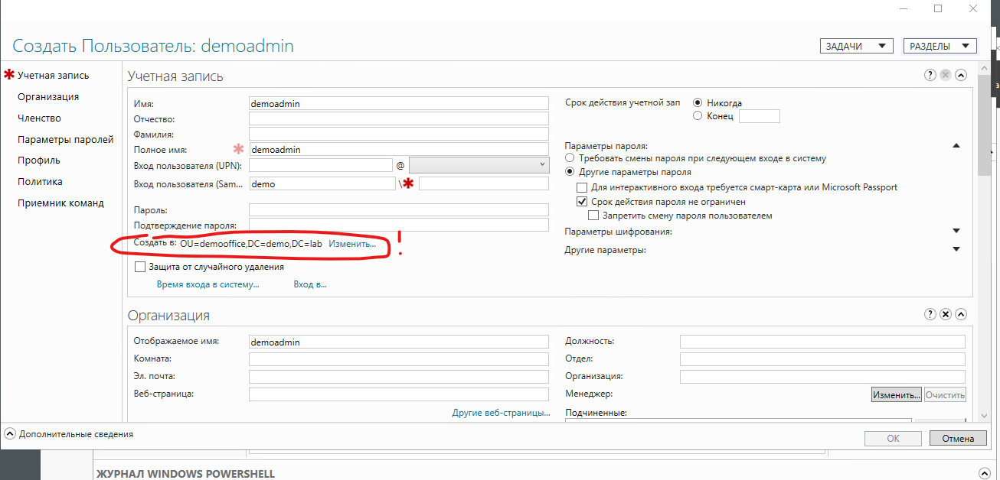 Создать Пользователь: demoadmin
ЗАДАЧИ
РАЗДЕЛЫ
* Учетная запись
Организация
Членство
Параметры паролей
Профиль
Политика
Приемник команд
Учетная запись
Имя: demoadmin
Отчество:
Фамилия:
Полное имя: * demoadmin
Вход пользователя (UPN): @
Вход пользователя (Sam... demo \ *
Пароль:
Подтверждение пароля:
Создать в: OU=demooffice,DC=demo,DC=lab Изменить... !
Защита от случайного удаления
Время входа в систему... Вход в...
Срок действия учетной зап Никогда
Конец
Параметры пароля:
Требовать смены пароля при следующем входе в систему
Другие параметры пароля
Для интерактивного входа требуется смарт-карта или Microsoft Passport
Срок действия пароля не ограничен
Запретить смену пароля пользователем
Параметры шифрования:
Другие параметры:
Организация
Отображаемое имя: demoadmin
Комната:
Эл. почта:
Веб-страница:
Другие веб-страницы...
Должность:
Отдел:
Организация:
Менеджер: Изменить... Очистить
Подчиненные:
Дополнительные сведения
OK
Отмена
ЖУРНАЛ WINDOWS POWERSHELL